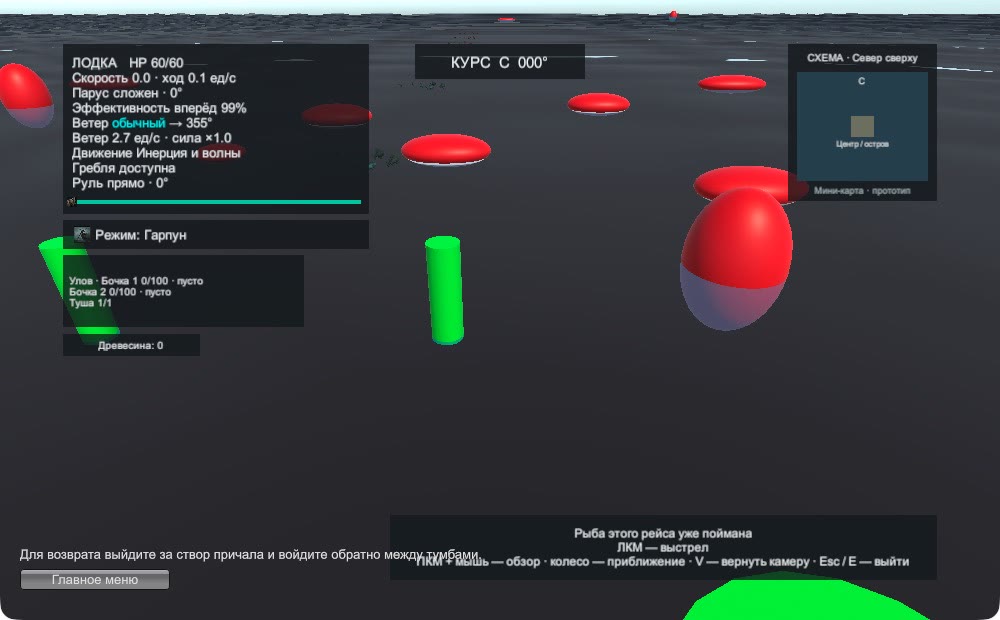 ЛОДКА HP 60/60
Скорость 0.0 · ход 0.1 ед/с
Парус сложен · 0°
Эффективность вперёд 99%
Ветер обычный → 355°
Ветер 2.7 ед/с · сила ×1.0
Движение Инерция и волны
Гребля доступна
Руль прямо · 0°
Режим: Гарпун
Улов · Бочка 1 0/100 · пусто
Бочка 2 0/100 · пусто
Туша 1/1
Древесина: 0
КУРС С 000°
СХЕМА · Север сверху
С
Центр / остров
Мини-карта · прототип
Рыба этого рейса уже поймана
ЛКМ — выстрел
ПКМ + мышь — обзор · колесо — приближение · V — вернуть камеру · Esc / E — выйти
Для возврата выйдите за створ причала и войдите обратно между тумбами.
Главное меню